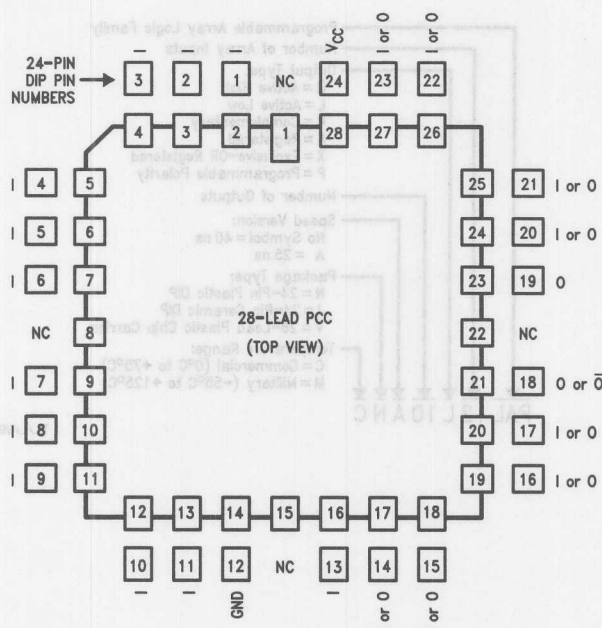 I I I VCC I or O I or O
24-PIN
DIP PIN
NUMBERS
3 2 1 NC 24 23 22
4 3 2 1 28 27 26
I 4 5 25 21 I or O
I 5 6 24 20 I or O
I 6 7 23 19 O
NC 8 22 NC
28-LEAD PCC
(TOP VIEW)
I 7 9 21 18 O or O̅
I 8 10 20 17 I or O
I 9 11 19 16 I or O
12 13 14 15 16 17 18
10 11 12 NC 13 14 15
I I GND I or O or O